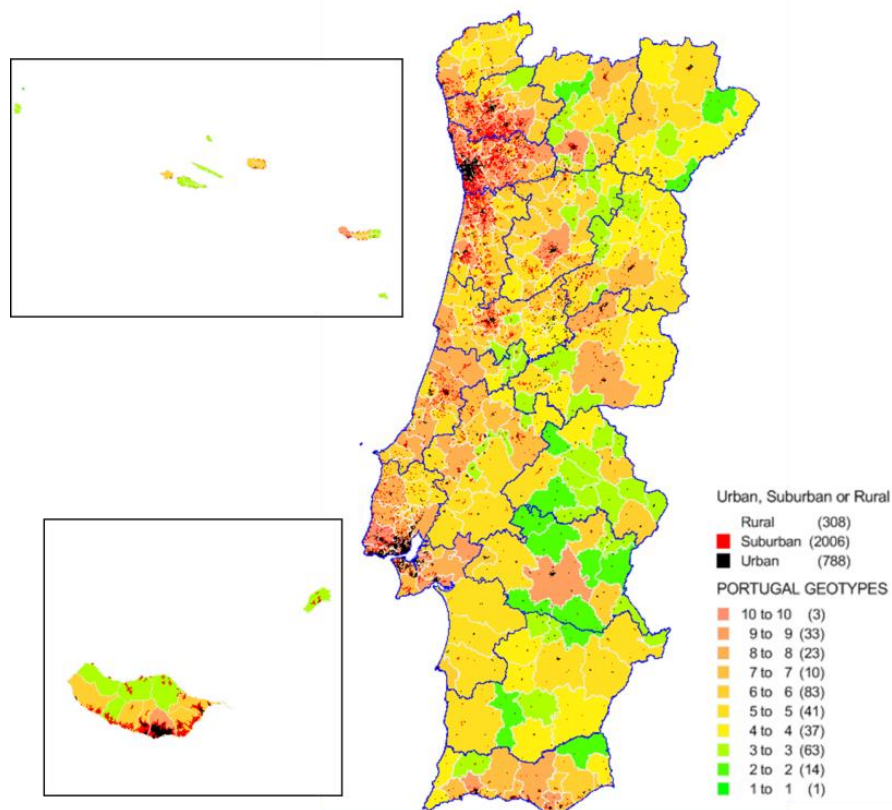 Urban, Suburban or Rural
Rural (308)
Suburban (2006)
Urban (788)
PORTUGAL GEOTYPES
10 to 10 (3)
9 to 9 (33)
8 to 8 (23)
7 to 7 (10)
6 to 6 (83)
5 to 5 (41)
4 to 4 (37)
3 to 3 (63)
2 to 2 (14)
1 to 1 (1)